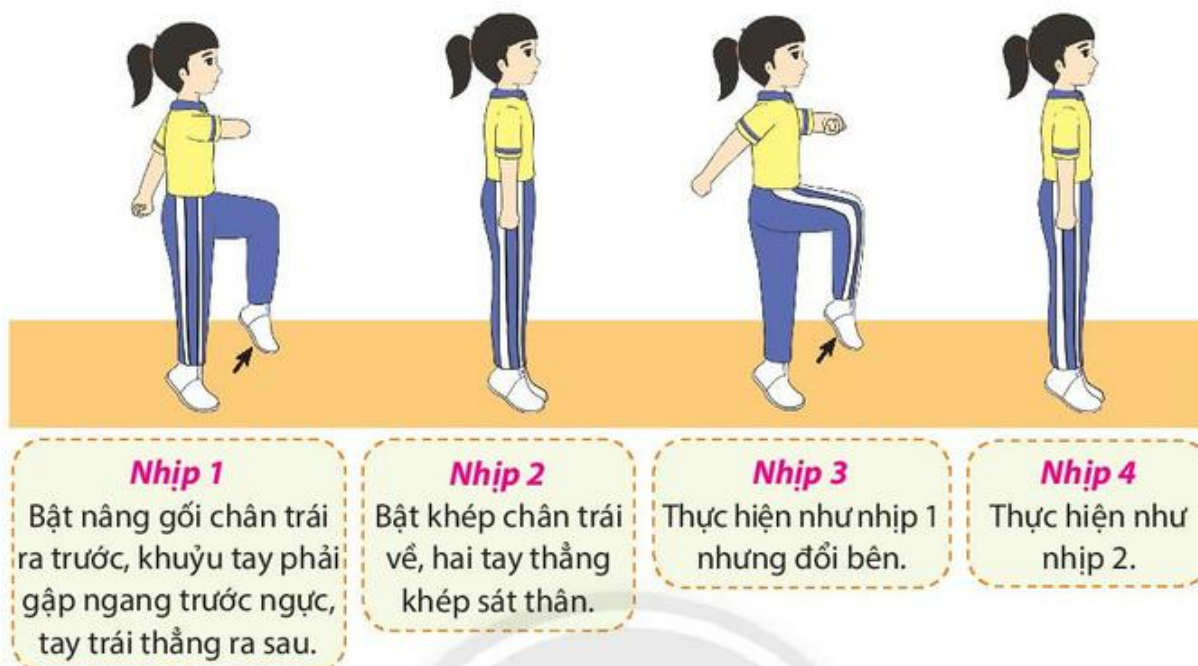 Nhịp 1
Bật nâng gối chân trái
ra trước, khuỷu tay phải
gập ngang trước ngực,
tay trái thẳng ra sau.
Nhịp 2
Bật khép chân trái
về, hai tay thẳng
khép sát thân.
Nhịp 3
Thực hiện như nhịp 1
nhưng đổi bên.
Nhịp 4
Thực hiện như
nhịp 2.